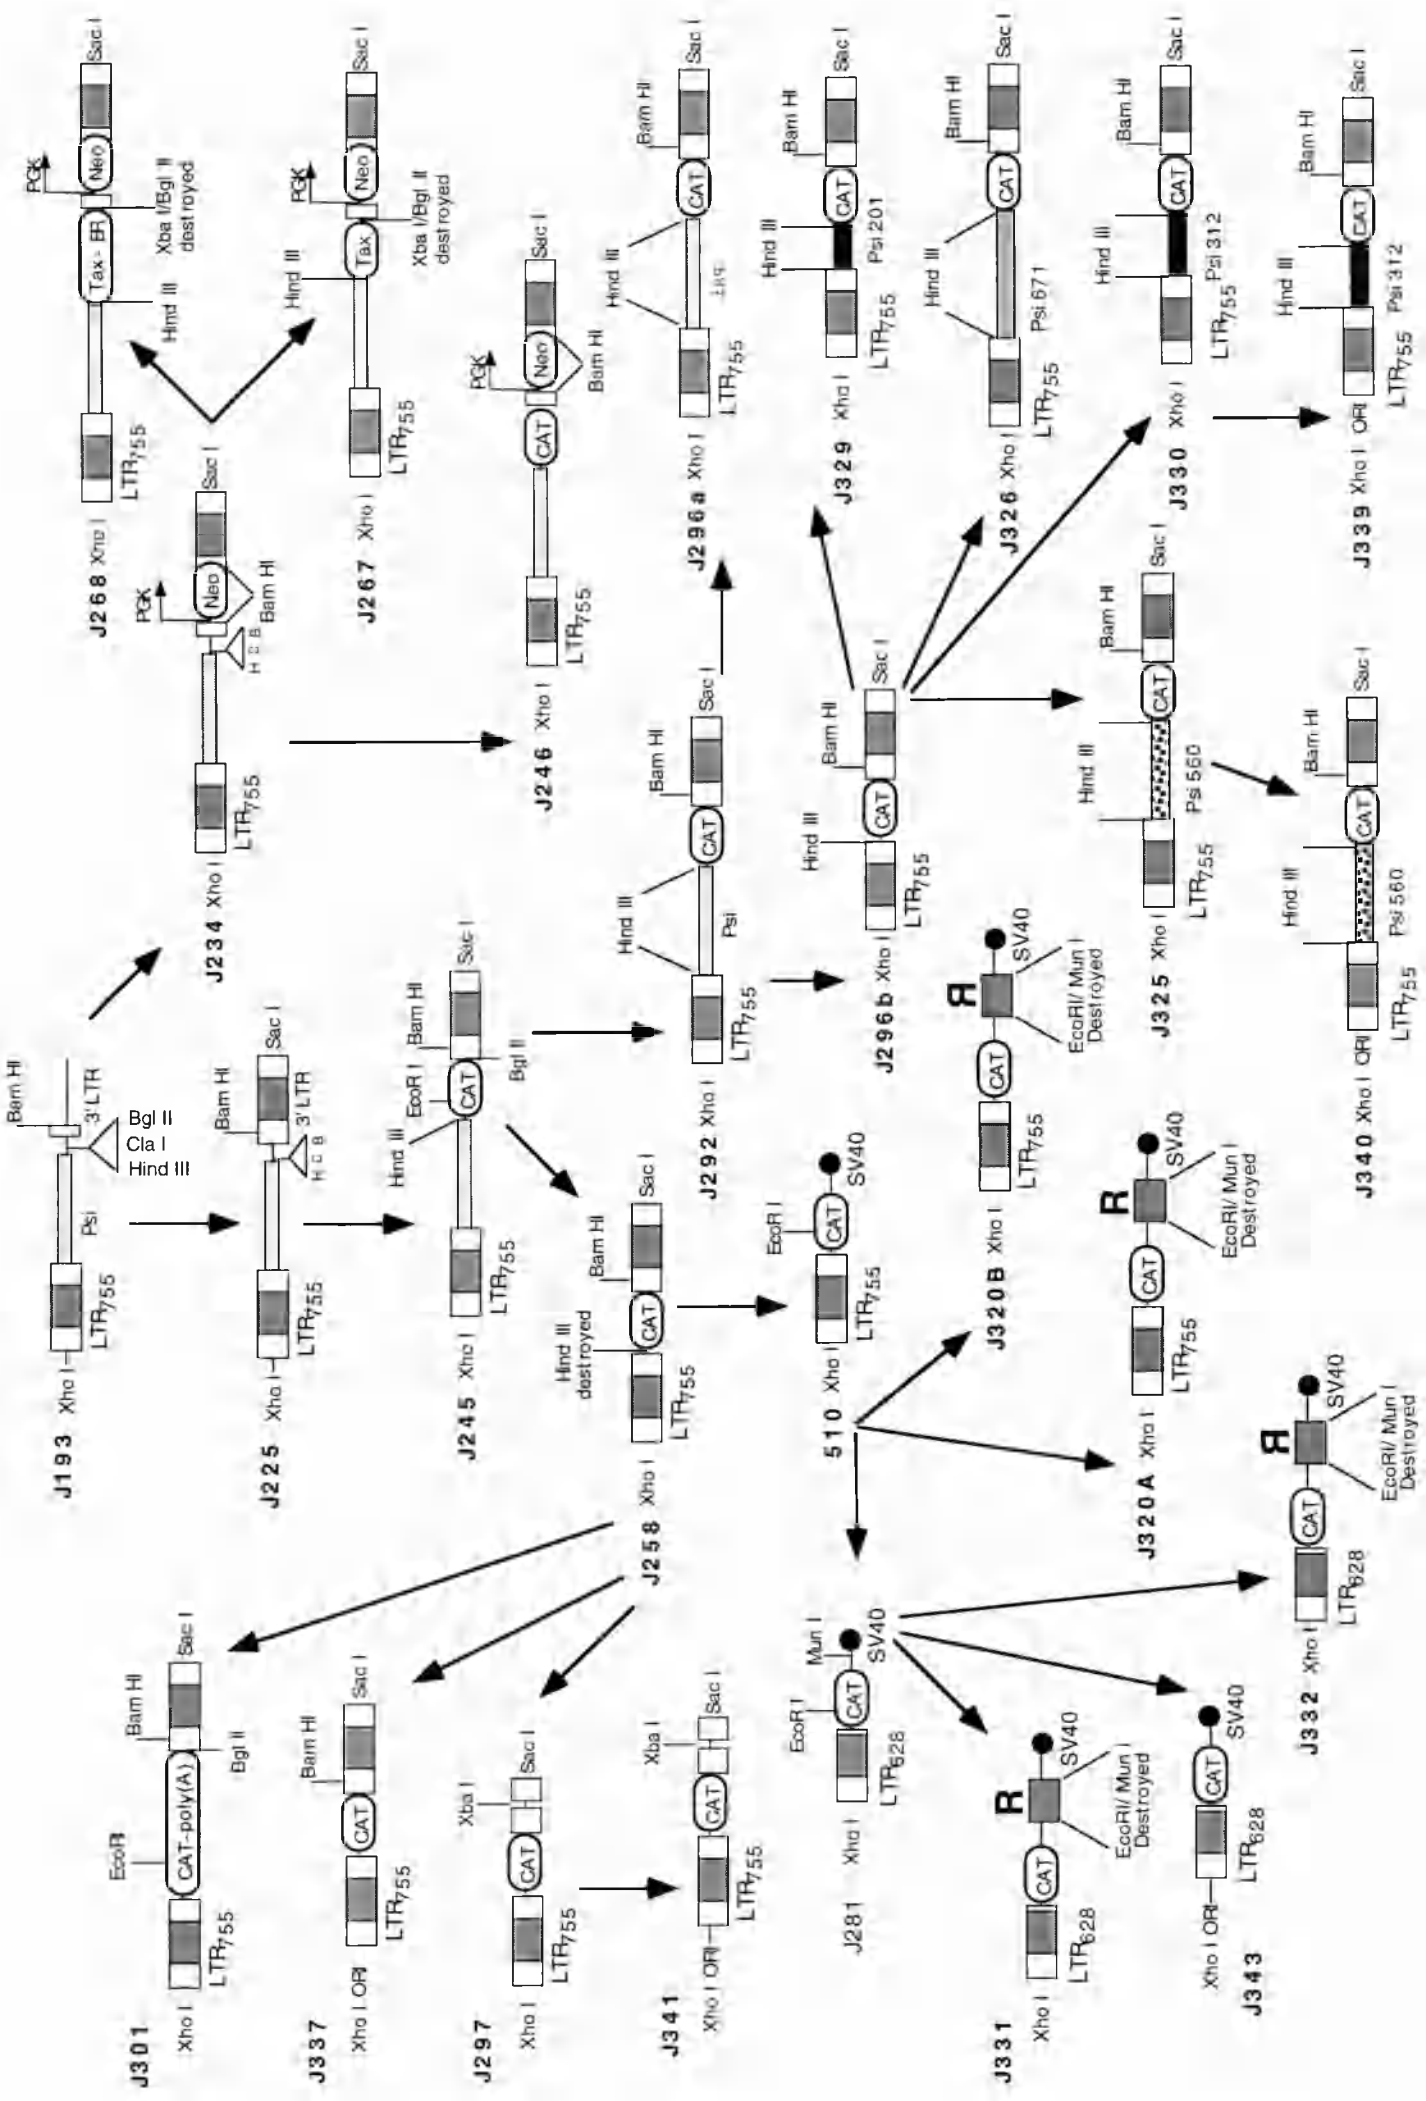 J193
Xho I
LTR755
Psi
Bam HI
3' LTR
Bgl II
Cla I
Hind III
J225
Xho I
LTR755
Bam HI
3' LTR
H C B
Sac I
J245
Xho I
LTR755
Hind III
EcoR I
CAT
Bam HI
Bgl II
Sac I
J258
Xho I
LTR755
Hind III
destroyed
CAT
Bam HI
Sac I
J234
Xho I
LTR755
H C B
PGK
Neo
Bam HI
Sac I
J268
Xho I
LTR755
Hind III
Tax- BR
PGK
Neo
Xba I/Bgl II
destroyed
Sac I
J267
Xho I
LTR755
Hind III
Tax
PGK
Neo
Xba I/Bgl II
destroyed
Sac I
J246
Xho I
LTR755
CAT
PGK
Neo
Bam HI
Sac I
J292
Xho I
LTR755
Hind III
Psi
CAT
Bam HI
Sac I
J296a
Xho I
LTR755
Hind III
CAT
Bam HI
Sac I
J296b
Xho I
LTR755
Hind III
CAT
Bam HI
Sac I
J329
Xho I
LTR755
Hind III
Psi 201
CAT
Bam HI
Sac I
J326
Xho I
LTR755
Hind III
Psi 671
CAT
Bam HI
Sac I
J330
Xho I
LTR755
Hind III
Psi 312
CAT
Bam HI
Sac I
J339
Xho I ORI
LTR755
Hind III
Psi 312
CAT
Bam HI
Sac I
J325
Xho I
LTR755
Hind III
Psi 560
CAT
Bam HI
Sac I
J340
Xho I ORI
LTR755
Hind III
Psi 560
CAT
Bam HI
Sac I
510
Xho I
LTR755
EcoR I
CAT
SV40
J320B
Xho I
LTR755
CAT
Я
SV40
EcoRI/ Mun I
Destroyed
J320A
Xho I
LTR755
CAT
R
SV40
EcoRI/ Mun I
Destroyed
J301
Xho I
LTR755
EcoRI
CAT-poly(A)
Bam HI
Bgl II
Sac I
J337
Xho I ORI
LTR755
CAT
Bam HI
Sac I
J297
Xho I
LTR755
CAT
Xba I
Sac I
J341
Xho I ORI
LTR755
CAT
Xba I
Sac I
J281
Xho I
LTR628
EcoR I
CAT
Mun I
SV40
J331
Xho I
LTR628
CAT
R
SV40
EcoRI/ Mun I
Destroyed
J343
Xho I ORI
LTR628
CAT
SV40
J332
Xho I
LTR628
CAT
Я
SV40
EcoRI/ Mun I
Destroyed